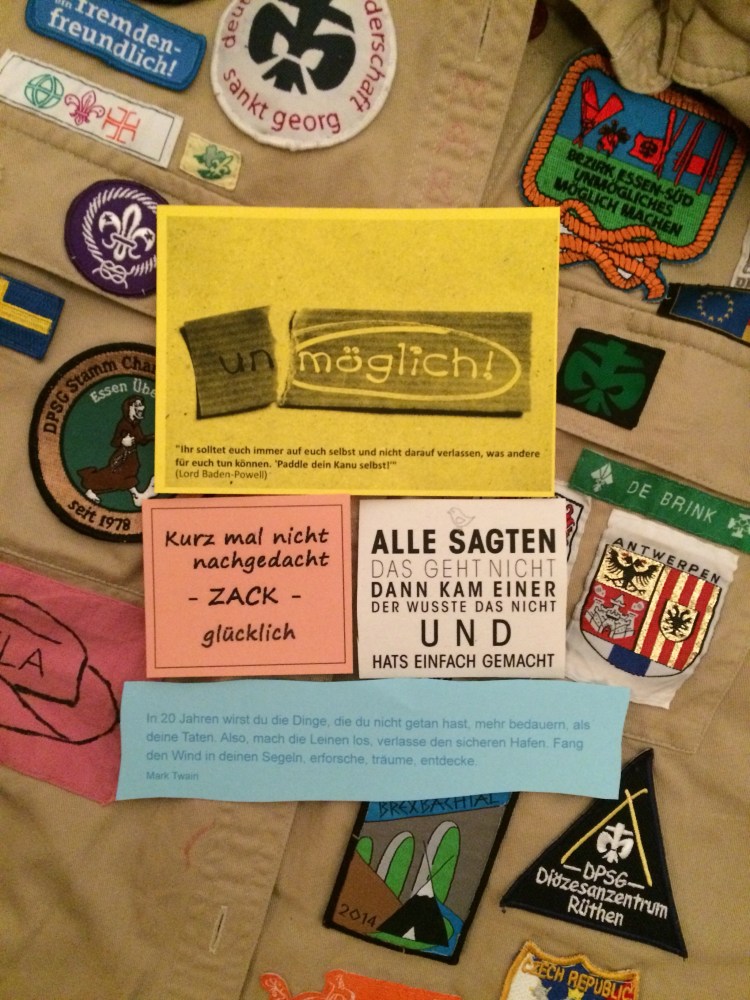 fremden-
freundlich!
sankt georg
BEZIRK ESSEN-SÜD
UNMÖGLICHES
MÖGLICH MACHEN
un möglich!
"Ihr solltet euch immer auf euch selbst und nicht darauf verlassen, was andere
für euch tun können. 'Paddle dein Kanu selbst!'"
(Lord Baden-Powell)
DPSG Stamm
Essen
seit 1978
DE BRINK
ANTWERPEN
Kurz mal nicht
nachgedacht
- ZACK -
glücklich
ALLE SAGTEN
DAS GEHT NICHT
DANN KAM EINER
DER WUSSTE DAS NICHT
UND
HATS EINFACH GEMACHT
In 20 Jahren wirst du die Dinge, die du nicht getan hast, mehr bedauern, als
deine Taten. Also, mach die Leinen los, verlasse den sicheren Hafen. Fang
den Wind in deinen Segeln, erforsche, träume, entdecke.
Mark Twain
BREXBACHTAL
2014
DPSG
Diözesanzentrum
Rüthen
CZECH REPUBLIC